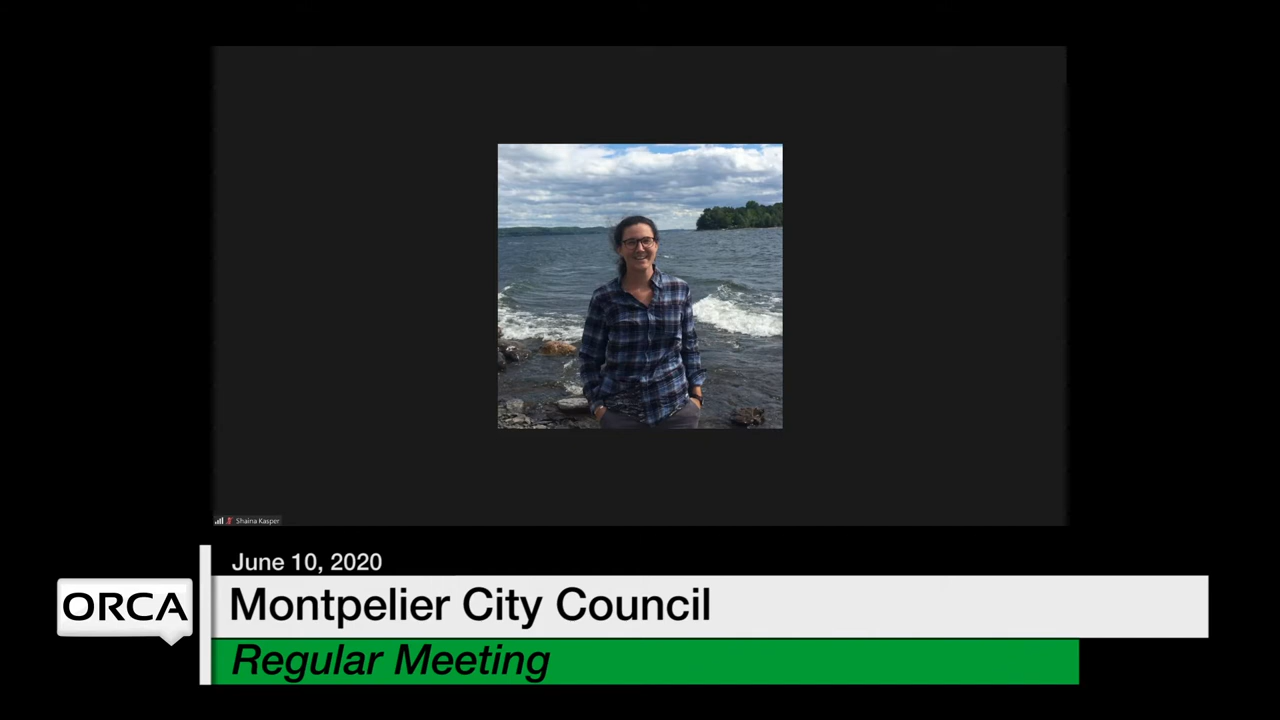 Shaina Kasper
June 10, 2020
ORCA
Montpelier City Council
Regular Meeting